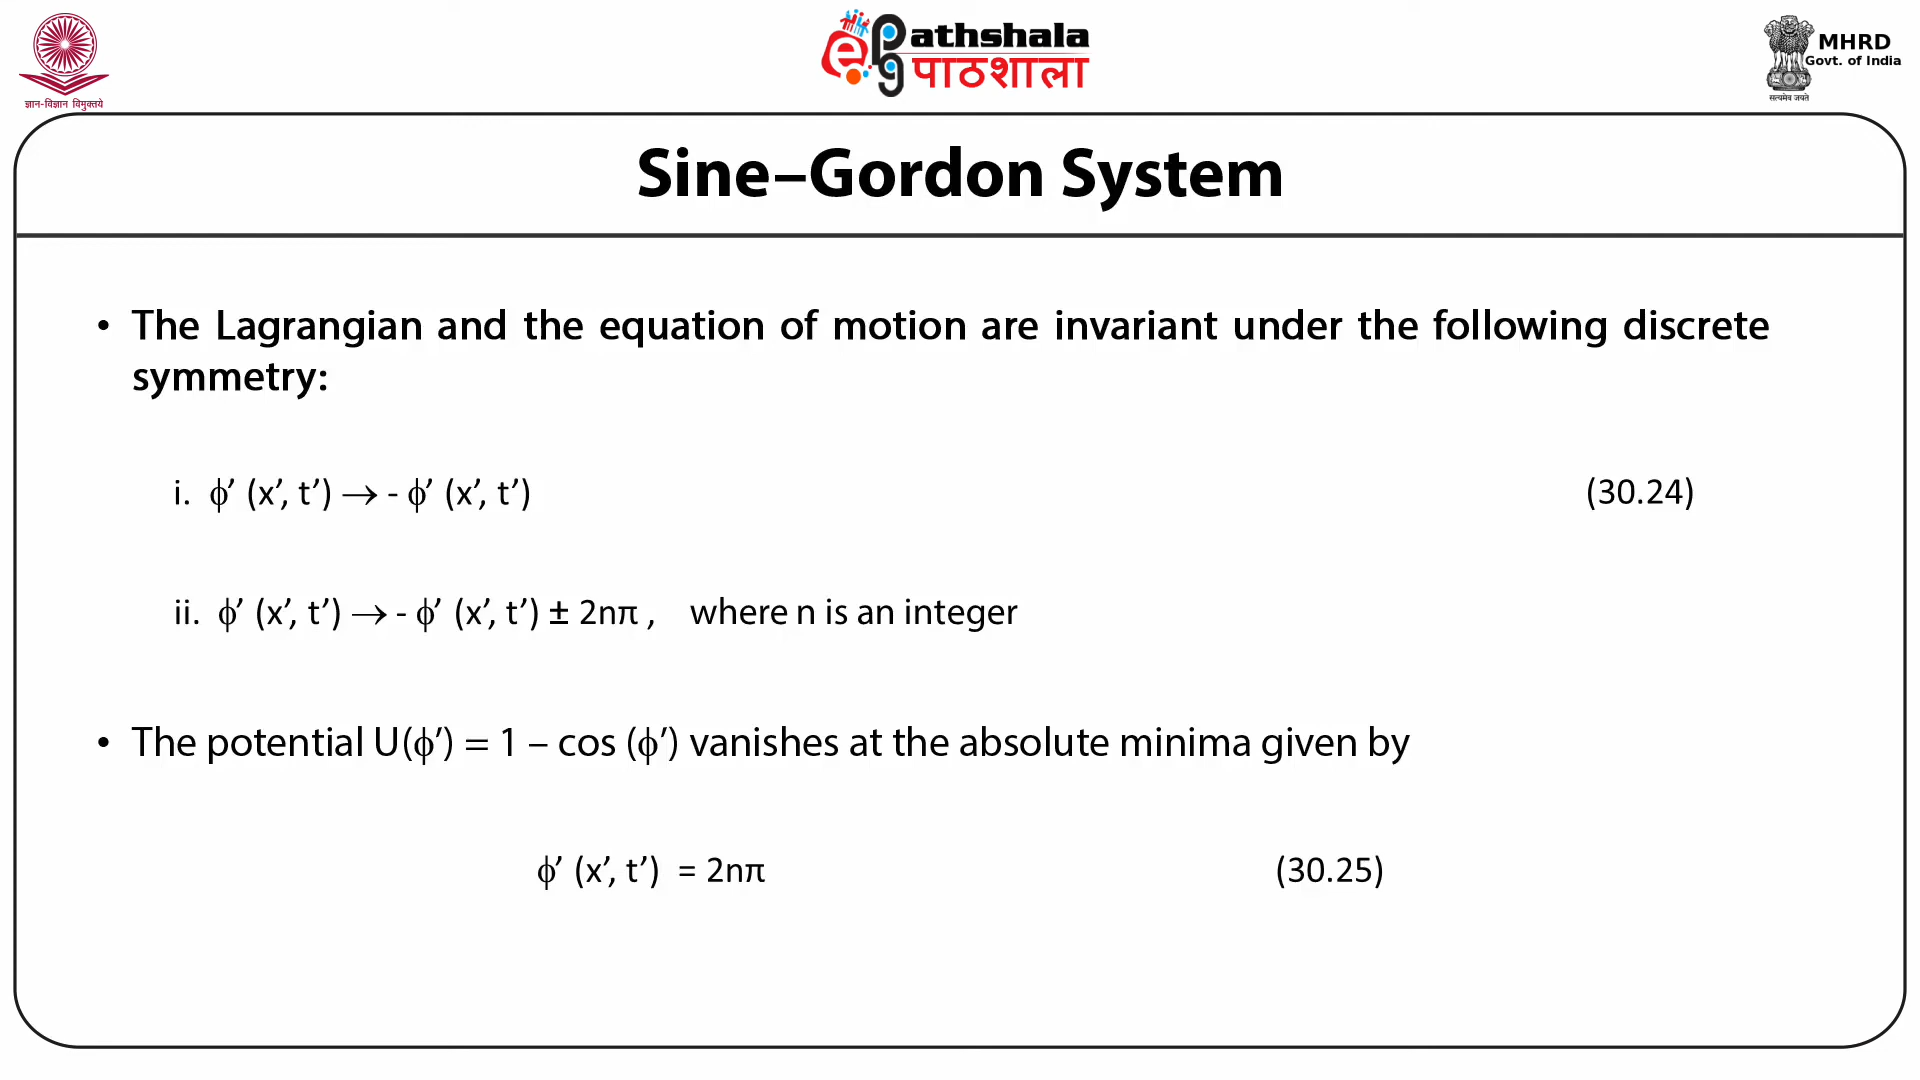 ज्ञान-विज्ञान विमुक्तये
ePG Pathshala
पाठशाला
MHRD
Govt. of India
सत्यमेव जयते
Sine–Gordon System
• The Lagrangian and the equation of motion are invariant under the following discrete
symmetry:
i. ϕ’ (x’, t’) → - ϕ’ (x’, t’) (30.24)
ii. ϕ’ (x’, t’) → - ϕ’ (x’, t’) ± 2nπ , where n is an integer
• The potential U(ϕ’) = 1 – cos (ϕ’) vanishes at the absolute minima given by
ϕ’ (x’, t’) = 2nπ (30.25)